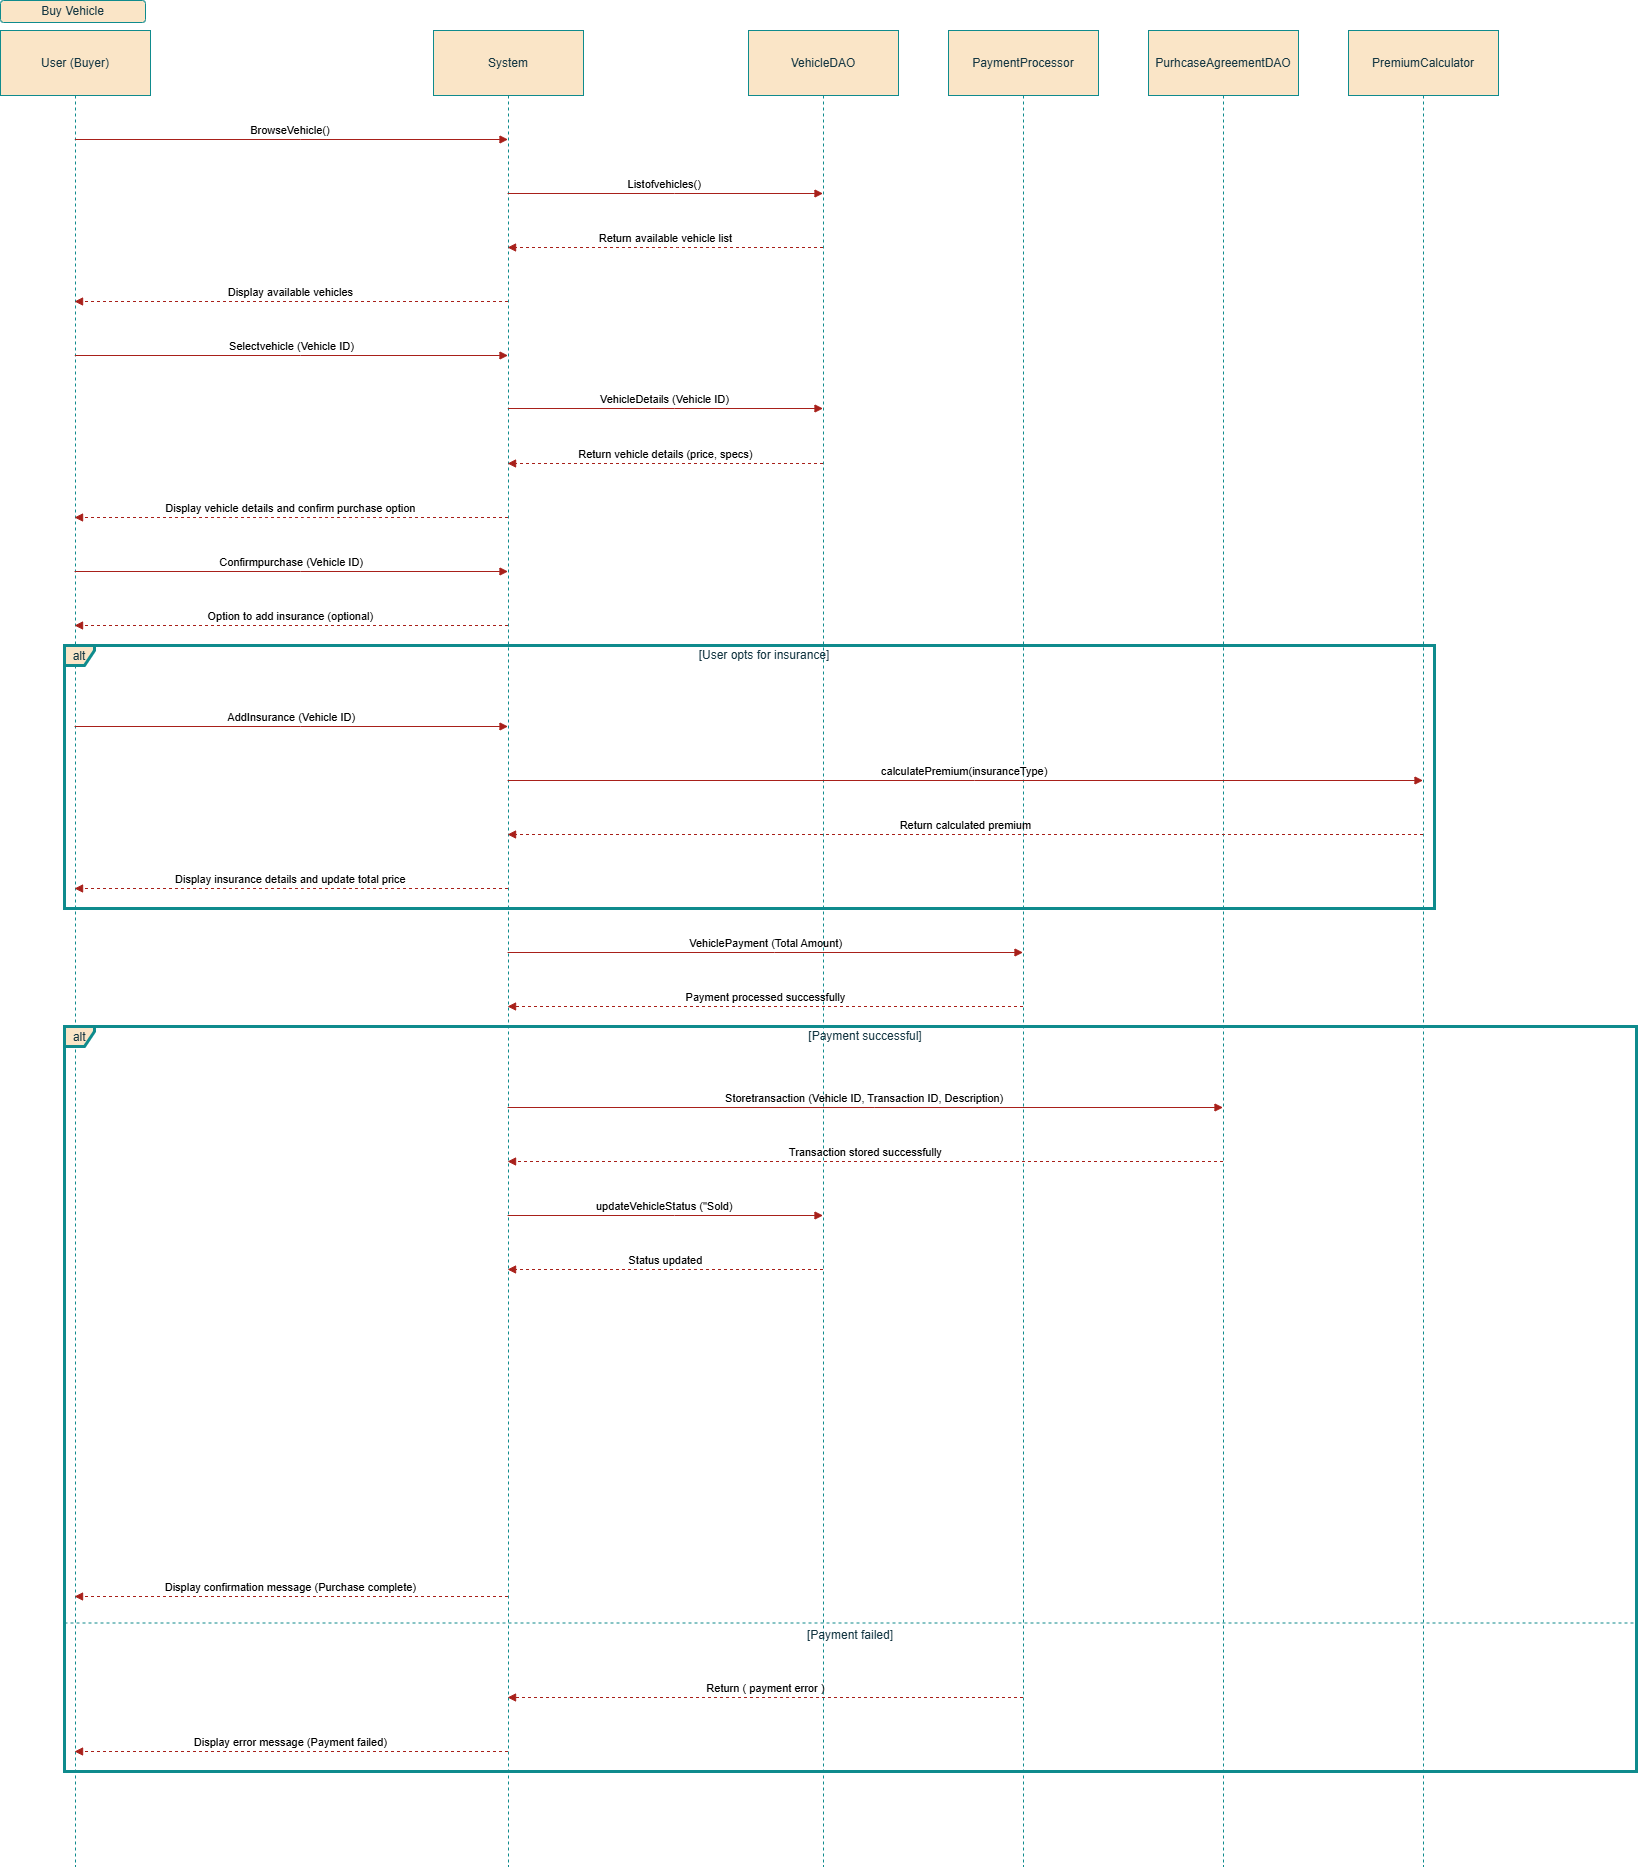 Buy Vehicle
User (Buyer)
System
VehicleDAO
PaymentProcessor
PurhcaseAgreementDAO
PremiumCalculator
BrowseVehicle()
Listofvehicles()
Return available vehicle list
Display available vehicles
Selectvehicle (Vehicle ID)
VehicleDetails (Vehicle ID)
Return vehicle details (price, specs)
Display vehicle details and confirm purchase option
Confirmpurchase (Vehicle ID)
Option to add insurance (optional)
alt
[User opts for insurance]
AddInsurance (Vehicle ID)
calculatePremium(insuranceType)
Return calculated premium
Display insurance details and update total price
VehiclePayment (Total Amount)
Payment processed successfully
alt
[Payment successful]
Storetransaction (Vehicle ID, Transaction ID, Description)
Transaction stored successfully
updateVehicleStatus ("Sold)
Status updated
Display confirmation message (Purchase complete)
[Payment failed]
Return ( payment error )
Display error message (Payment failed)